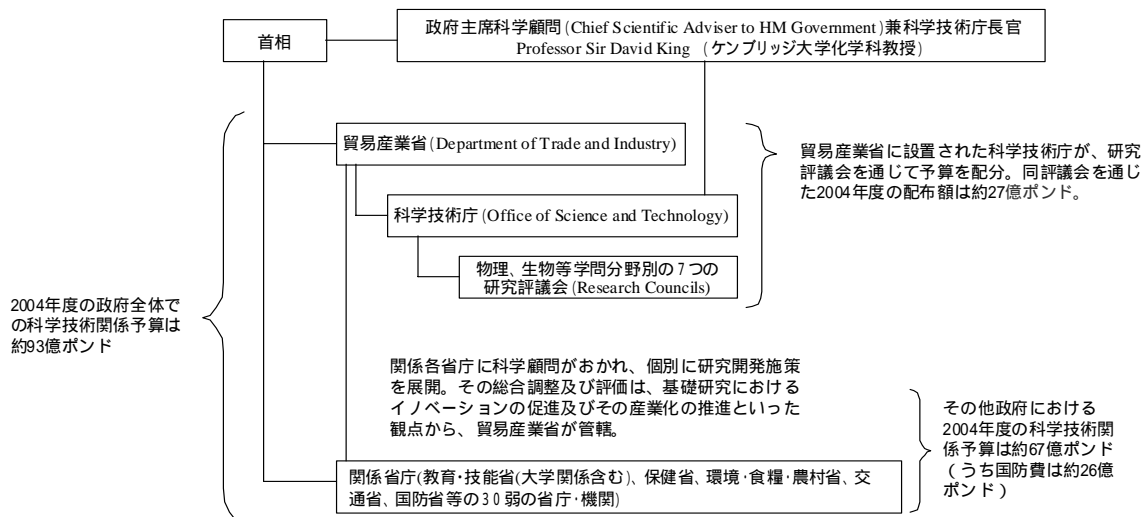 首相
政府主席科学顧問(Chief Scientific Adviser to HM Government)兼科学技術庁長官
Professor Sir David King (ケンブリッジ大学化学科教授)
貿易産業省(Department of Trade and Industry)
科学技術庁(Office of Science and Technology)
物理、生物等学問分野別の7つの
研究評議会(Research Councils)
貿易産業省に設置された科学技術庁が、研究
評議会を通じて予算を配分。同評議会を通じ
た2004年度の配布額は約27億ポンド。
2004年度の政府全体で
の科学技術関係予算は
約93億ポンド
関係各省庁に科学顧問がおかれ、個別に研究開発施策
を展開。その総合調整及び評価は、基礎研究における
イノベーションの促進及びその産業化の推進といった
観点から、貿易産業省が管轄。
その他政府における
2004年度の科学技術関
係予算は約67億ポンド
(うち国防費は約26億
ポンド)
関係省庁(教育・技能省(大学関係含む)、保健省、環境・食糧・農村省、交
通省、国防省等の30弱の省庁・機関)